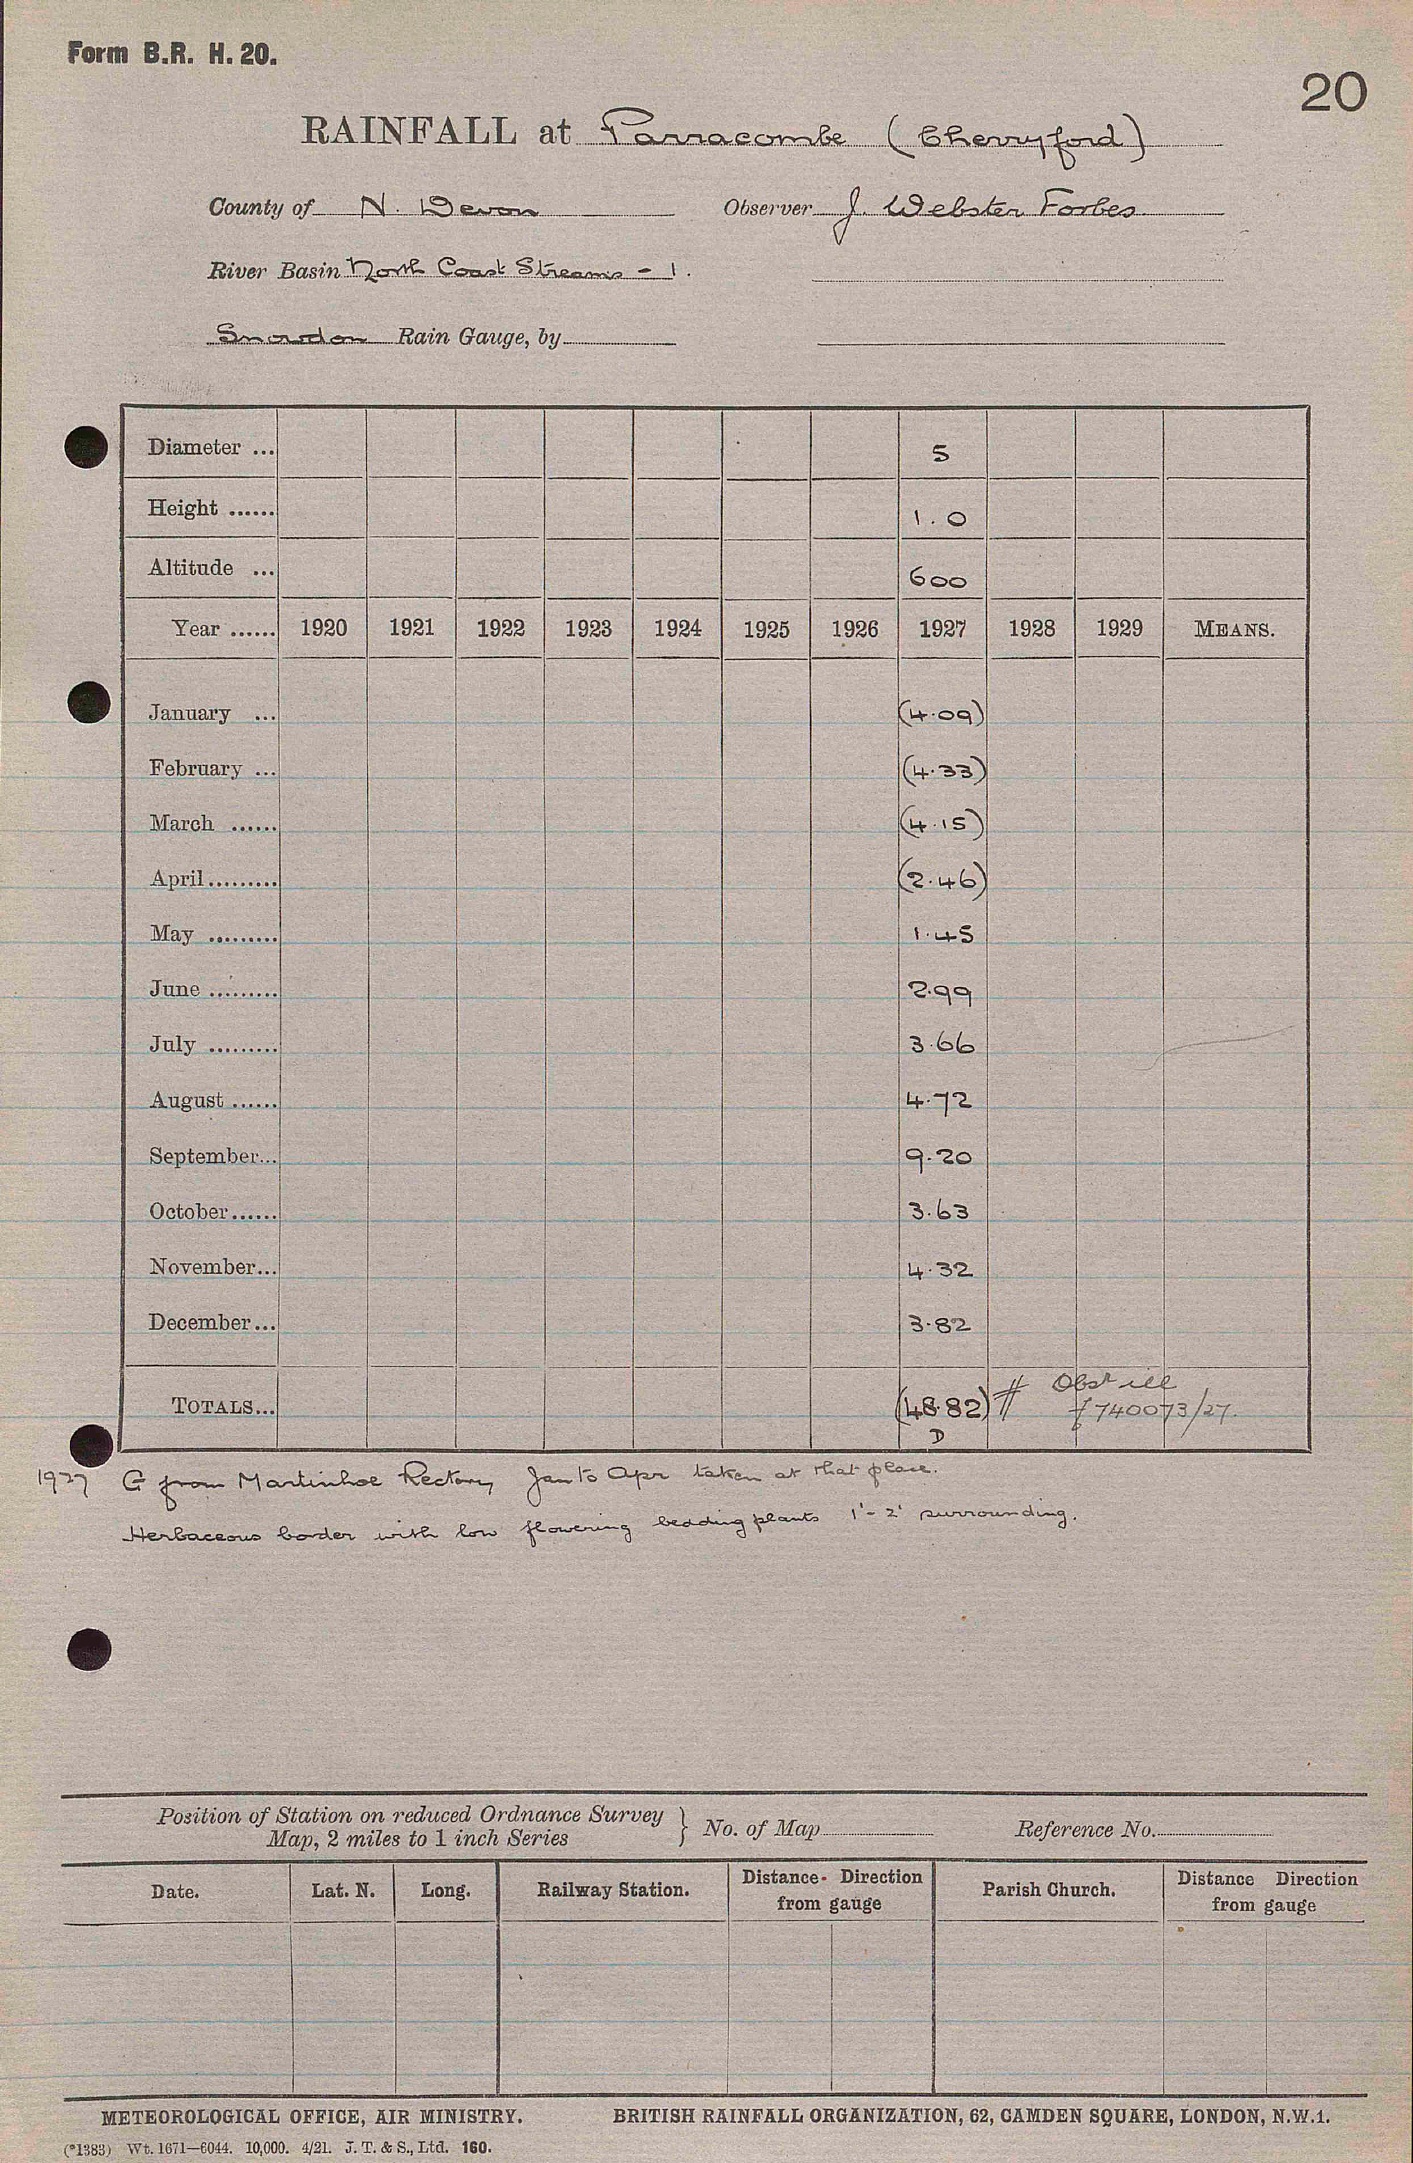 Form B.R. H. 20.
20
RAINFALL at Parracombe (Cherryford)
County of N. Devon Observer J. Webster Forbes
River Basin North Coast Streams - 1.
Snowdon Rain Gauge, by
Diameter ... 5
Height ...... 1.0
Altitude ... 600
Year ...... 1920 1921 1922 1923 1924 1925 1926 1927 1928 1929 MEANS.
January ... (4.09)
February ... (4.33)
March ...... (4.15)
April......... (2.46)
May ......... 1.45
June ......... 2.99
July ......... 3.66
August ...... 4.72
September... 9.20
October...... 3.63
November... 4.32
December... 3.82
TOTALS... (48.82) # Obsr ill
D f740073/27.
1927 G from Martinhoe Rectory Jan to Apr taken at that place.
Herbaceous border with low flowering bedding plants 1'-2' surrounding.
Position of Station on reduced Ordnance Survey
Map, 2 miles to 1 inch Series } No. of Map Reference No.
Date. Lat. N. Long. Railway Station. Distance- Direction from gauge Parish Church. Distance Direction from gauge
METEOROLOGICAL OFFICE, AIR MINISTRY. BRITISH RAINFALL ORGANIZATION, 62, CAMDEN SQUARE, LONDON, N.W.1.
(*1383) Wt. 1671—6044. 10,000. 4/21. J. T. & S., Ltd. 160.